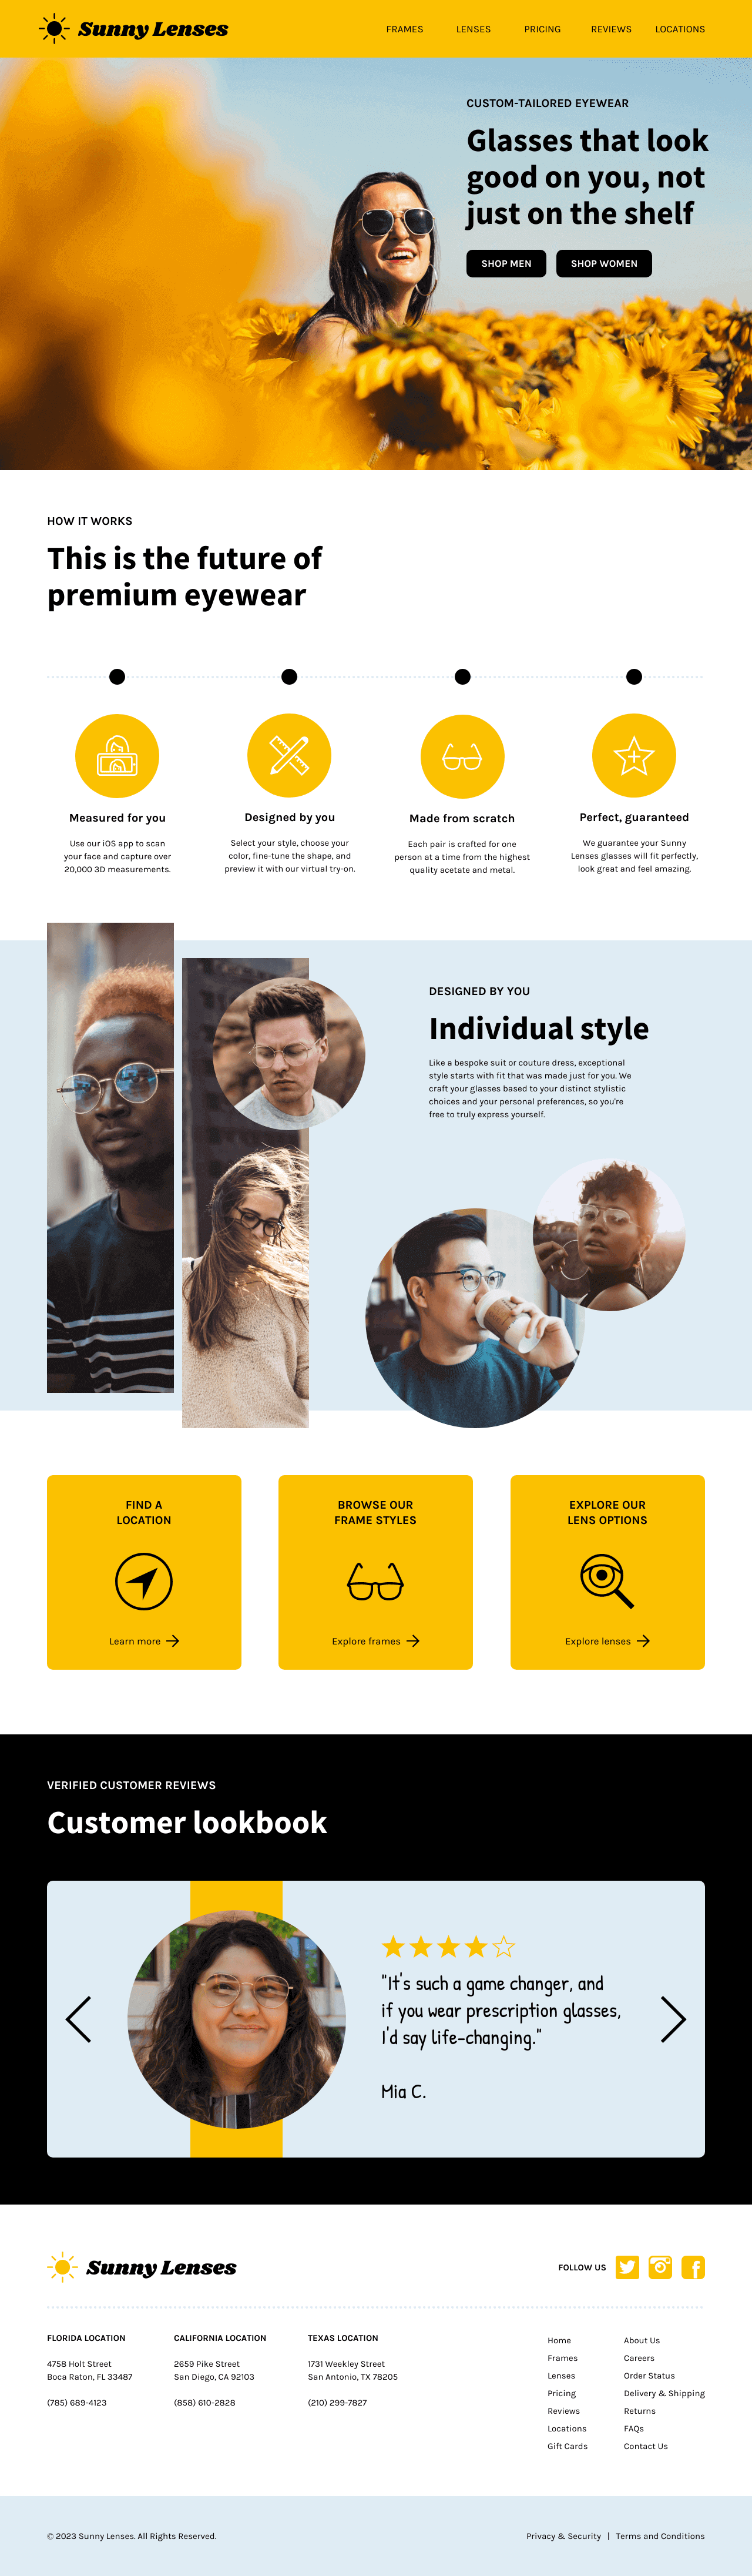 Sunny Lenses
FRAMES
LENSES
PRICING
REVIEWS
LOCATIONS
CUSTOM-TAILORED EYEWEAR
Glasses that look
good on you, not
just on the shelf
SHOP MEN
SHOP WOMEN
HOW IT WORKS
This is the future of
premium eyewear
Measured for you
Use our iOS app to scan
your face and capture over
20,000 3D measurements.
Designed by you
Select your style, choose your
color, fine-tune the shape, and
preview it with our virtual try-on.
Made from scratch
Each pair is crafted for one
person at a time from the highest
quality acetate and metal.
Perfect, guaranteed
We guarantee your Sunny
Lenses glasses will fit perfectly,
look great and feel amazing.
DESIGNED BY YOU
Individual style
Like a bespoke suit or couture dress, exceptional
style starts with fit that was made just for you. We
craft your glasses based to your distinct stylistic
choices and your personal preferences, so you're
free to truly express yourself.
FIND A
LOCATION
Learn more
BROWSE OUR
FRAME STYLES
Explore frames
EXPLORE OUR
LENS OPTIONS
Explore lenses
VERIFIED CUSTOMER REVIEWS
Customer lookbook
"It's such a game changer, and
if you wear prescription glasses,
I'd say life-changing."
Mia C.
Sunny Lenses
FOLLOW US
FLORIDA LOCATION
4758 Holt Street
Boca Raton, FL 33487
(785) 689-4123
CALIFORNIA LOCATION
2659 Pike Street
San Diego, CA 92103
(858) 610-2828
TEXAS LOCATION
1731 Weekley Street
San Antonio, TX 78205
(210) 299-7827
Home
Frames
Lenses
Pricing
Reviews
Locations
Gift Cards
About Us
Careers
Order Status
Delivery & Shipping
Returns
FAQs
Contact Us
© 2023 Sunny Lenses. All Rights Reserved.
Privacy & Security | Terms and Conditions